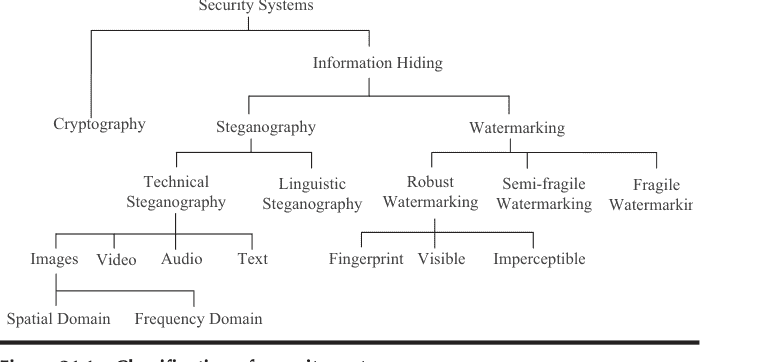 Security Systems
Information Hiding
Cryptography
Steganography
Watermarking
Technical
Steganography
Linguistic
Steganography
Robust
Watermarking
Semi-fragile
Watermarking
Fragile
Watermarkin
Images
Video
Audio
Text
Fingerprint
Visible
Imperceptible
Spatial Domain
Frequency Domain